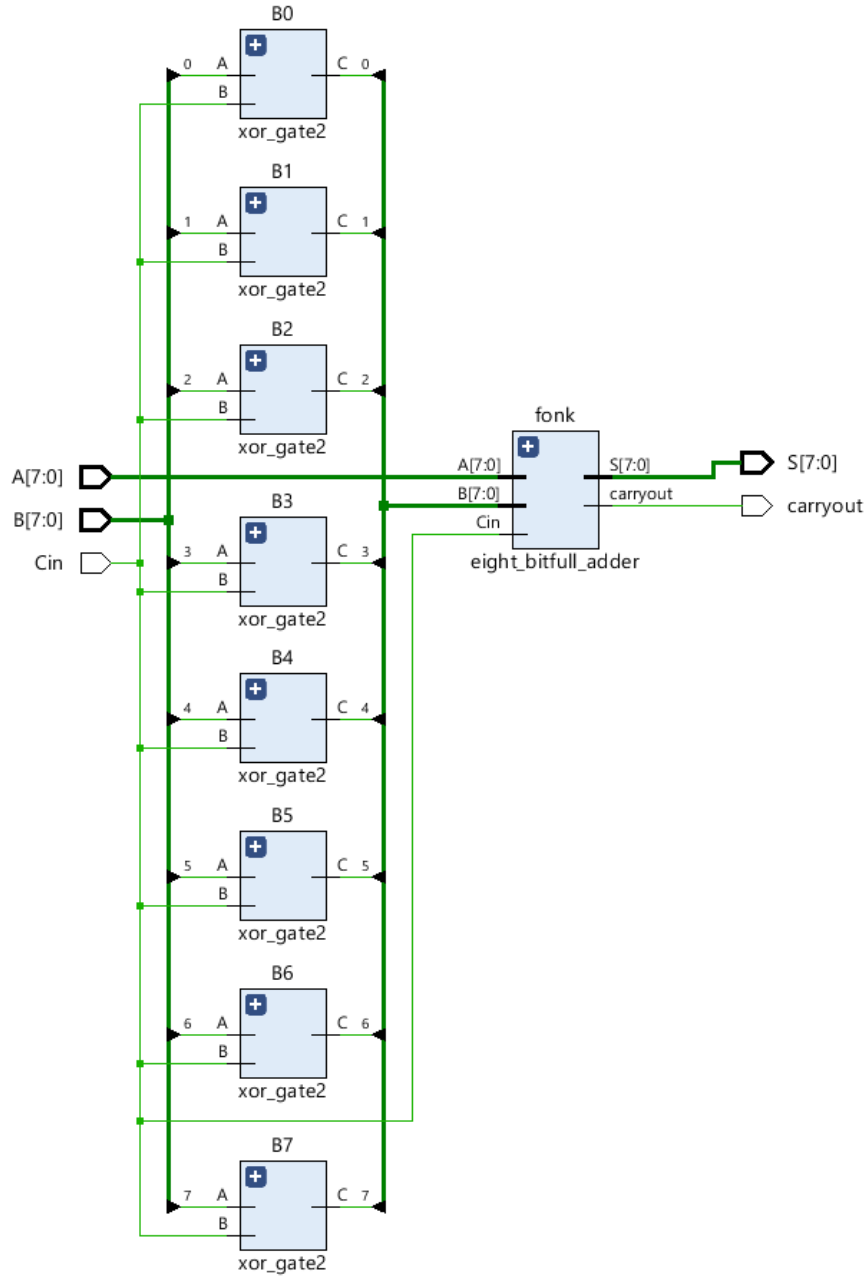 B0
0 A C 0
B
xor_gate2
B1
1 A C 1
B
xor_gate2
B2
2 A C 2
B
xor_gate2
fonk
A[7:0] A[7:0] S[7:0] S[7:0]
B[7:0] B[7:0] carryout carryout
Cin Cin
eight_bitfull_adder
B3
3 A C 3
B
xor_gate2
B4
4 A C 4
B
xor_gate2
B5
5 A C 5
B
xor_gate2
B6
6 A C 6
B
xor_gate2
B7
7 A C 7
B
xor_gate2